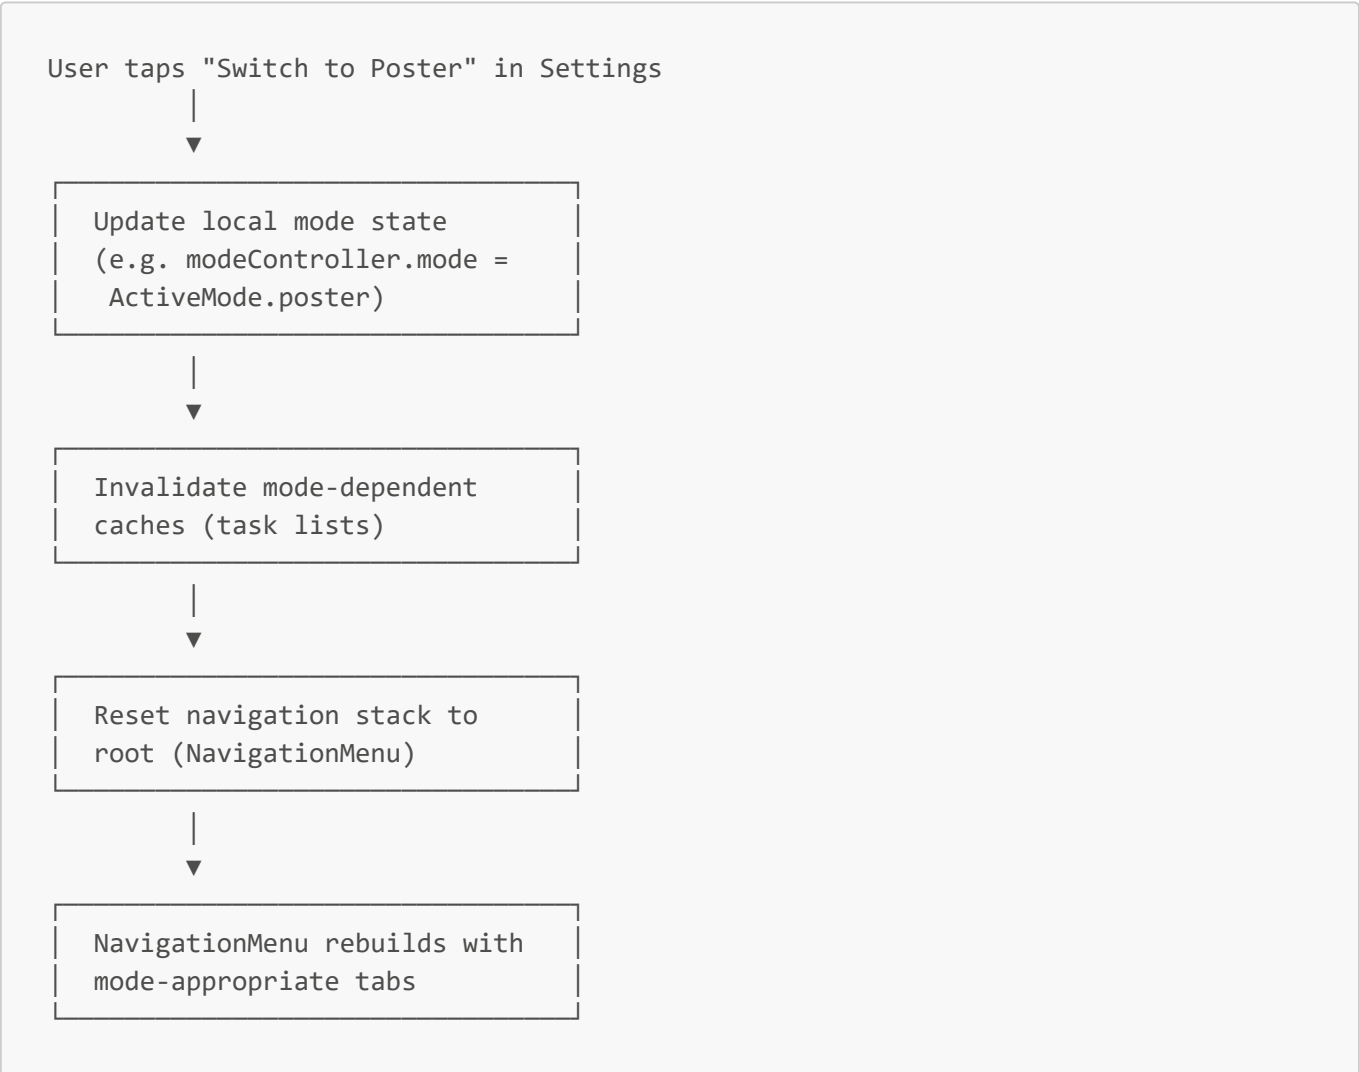 User taps "Switch to Poster" in Settings
Update local mode state
(e.g. modeController.mode =
ActiveMode.poster)
Invalidate mode-dependent
caches (task lists)
Reset navigation stack to
root (NavigationMenu)
NavigationMenu rebuilds with
mode-appropriate tabs